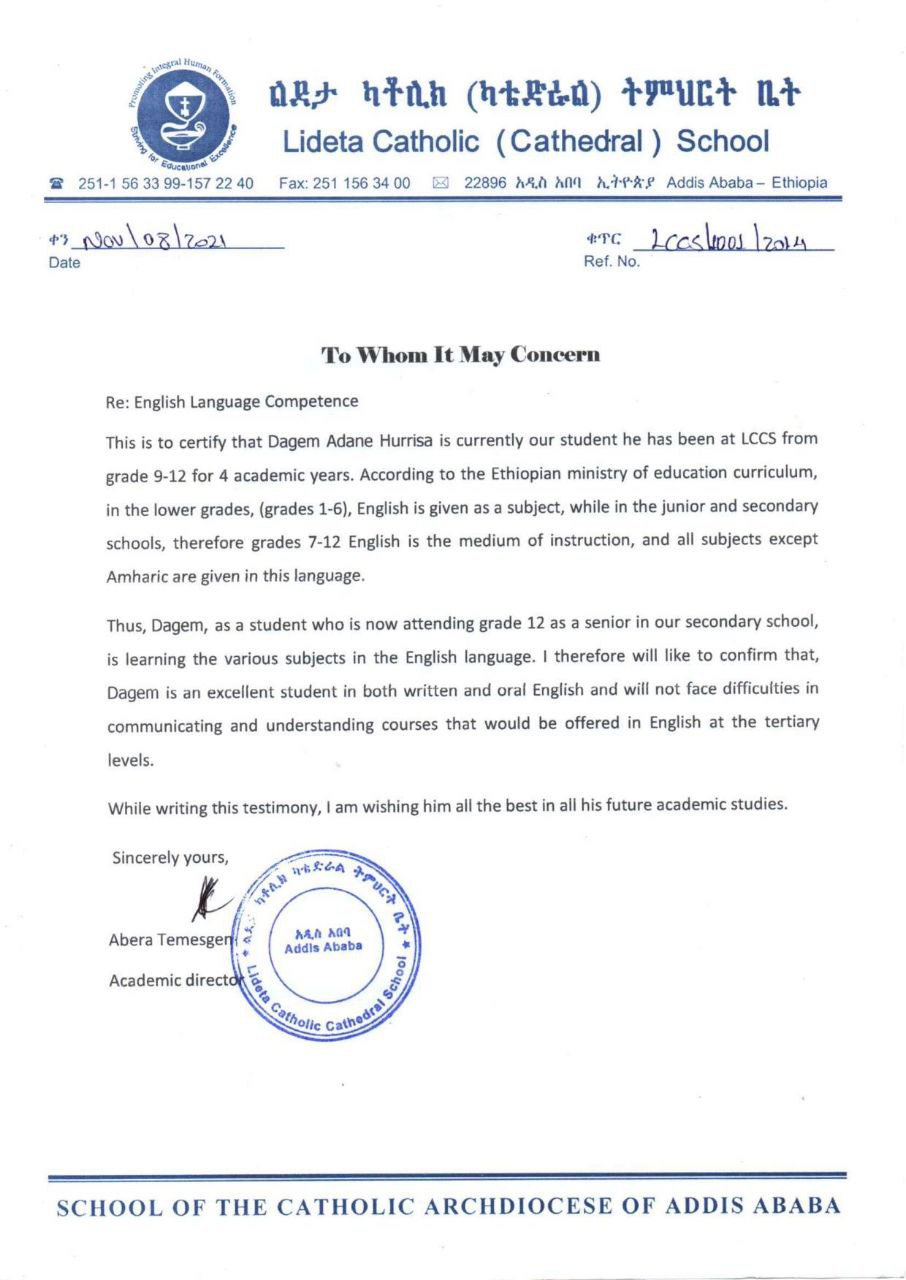 Promoting Integral Human Formation
Striving for Educational Excellence
ልደታ ካቶሊክ (ካቴድራል) ትምህርት ቤት
Lideta Catholic (Cathedral) School
251-1 56 33 99-157 22 40 Fax: 251 156 34 00 22896 አዲስ አበባ ኢትዮጵያ Addis Ababa – Ethiopia
ቀን Nov\08/2021
Date
ቁጥር LCCS/1001/2014
Ref. No.
To Whom It May Concern
Re: English Language Competence
This is to certify that Dagem Adane Hurrisa is currently our student he has been at LCCS from
grade 9-12 for 4 academic years. According to the Ethiopian ministry of education curriculum,
in the lower grades, (grades 1-6), English is given as a subject, while in the junior and secondary
schools, therefore grades 7-12 English is the medium of instruction, and all subjects except
Amharic are given in this language.
Thus, Dagem, as a student who is now attending grade 12 as a senior in our secondary school,
is learning the various subjects in the English language. I therefore will like to confirm that,
Dagem is an excellent student in both written and oral English and will not face difficulties in
communicating and understanding courses that would be offered in English at the tertiary
levels.
While writing this testimony, I am wishing him all the best in all his future academic studies.
Sincerely yours,
Abera Temesgen
Academic director
ልደታ ካቶሊክ ካቴድራል ትምህርት ቤት
አዲስ አበባ
Addis Ababa
Lideta Catholic Cathedral School
SCHOOL OF THE CATHOLIC ARCHDIOCESE OF ADDIS ABABA